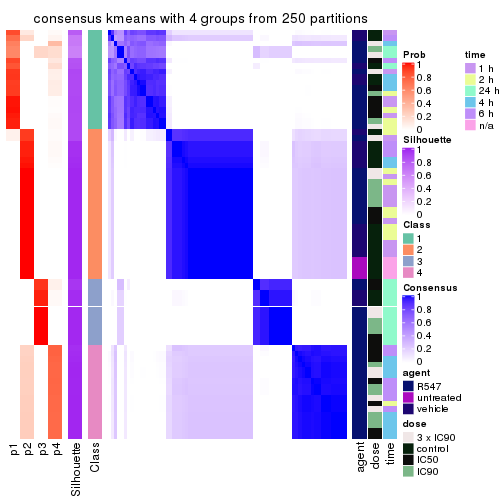 consensus kmeans with 4 groups from 250 partitions
p1
p2
p3
p4
Silhouette
Class
agent
dose
time
Prob
1
0.8
0.6
0.4
0.2
0
Silhouette
1
0.8
0.6
0.4
0.2
0
Class
1
2
3
4
Consensus
1
0.8
0.6
0.4
0.2
0
agent
R547
untreated
vehicle
dose
3 x IC90
control
IC50
IC90
time
1 h
2 h
24 h
4 h
6 h
n/a